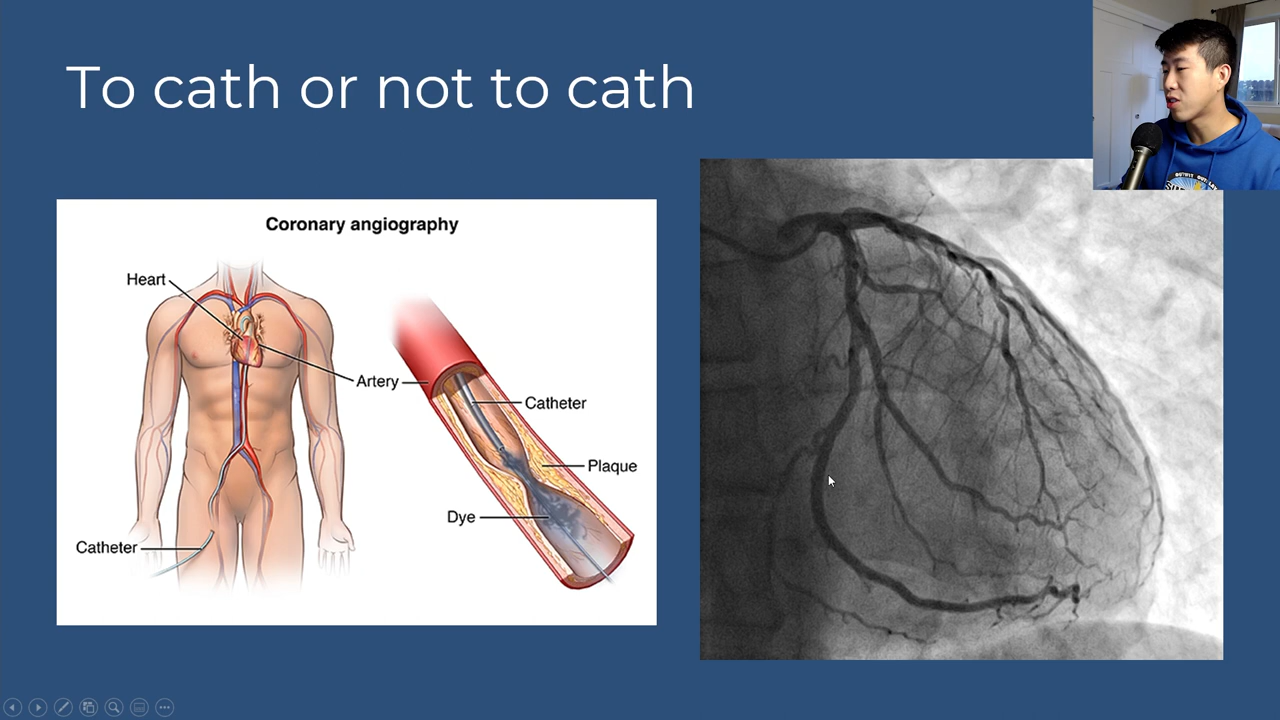 To cath or not to cath
Coronary angiography
Heart
Artery
Catheter
Plaque
Dye
Catheter